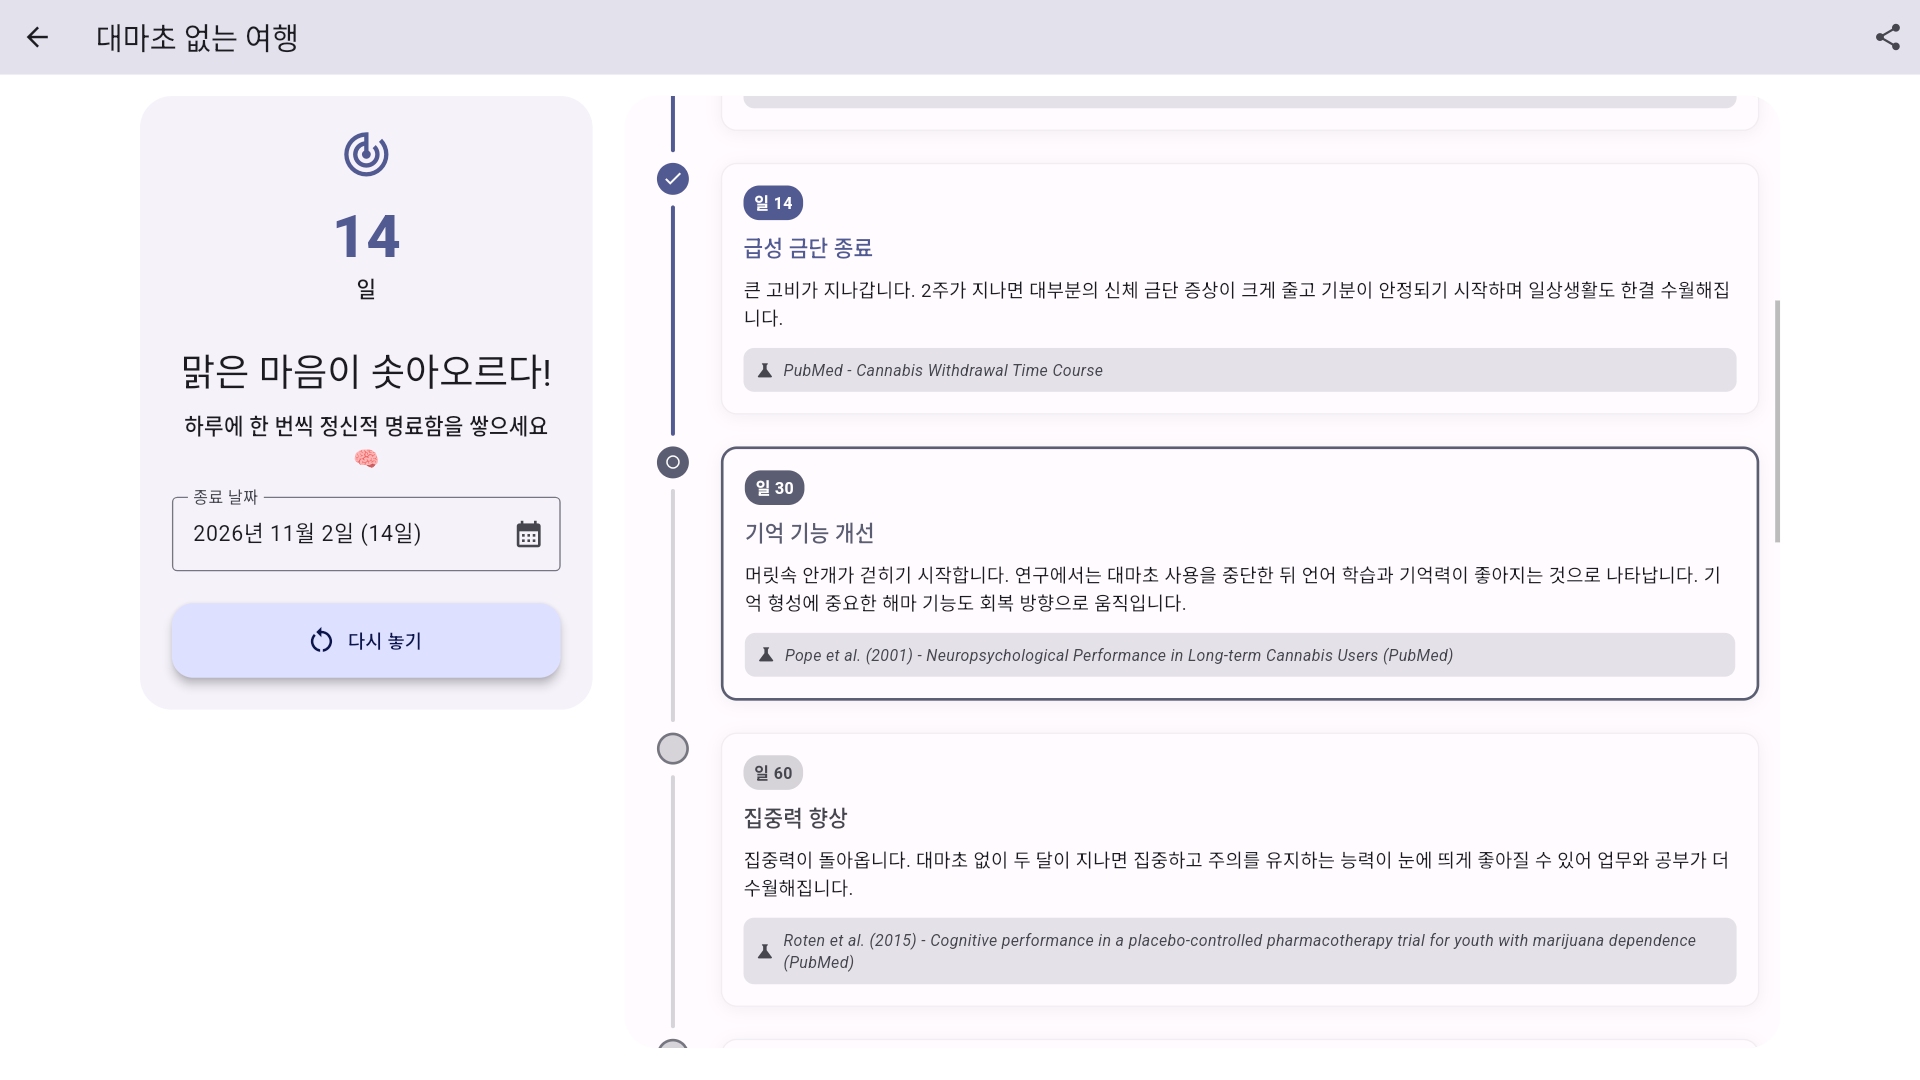 대마초 없는 여행
14
일
맑은 마음이 솟아오르다!
하루에 한 번씩 정신적 명료함을 쌓으세요
🧠
종료 날짜
2026년 11월 2일 (14일)
다시 놓기
일 14
급성 금단 종료
큰 고비가 지나갑니다. 2주가 지나면 대부분의 신체 금단 증상이 크게 줄고 기분이 안정되기 시작하며 일상생활도 한결 수월해집
니다.
PubMed - Cannabis Withdrawal Time Course
일 30
기억 기능 개선
머릿속 안개가 걷히기 시작합니다. 연구에서는 대마초 사용을 중단한 뒤 언어 학습과 기억력이 좋아지는 것으로 나타납니다. 기
억 형성에 중요한 해마 기능도 회복 방향으로 움직입니다.
Pope et al. (2001) - Neuropsychological Performance in Long-term Cannabis Users (PubMed)
일 60
집중력 향상
집중력이 돌아옵니다. 대마초 없이 두 달이 지나면 집중하고 주의를 유지하는 능력이 눈에 띄게 좋아질 수 있어 업무와 공부가 더
수월해집니다.
Roten et al. (2015) - Cognitive performance in a placebo-controlled pharmacotherapy trial for youth with marijuana dependence
(PubMed)